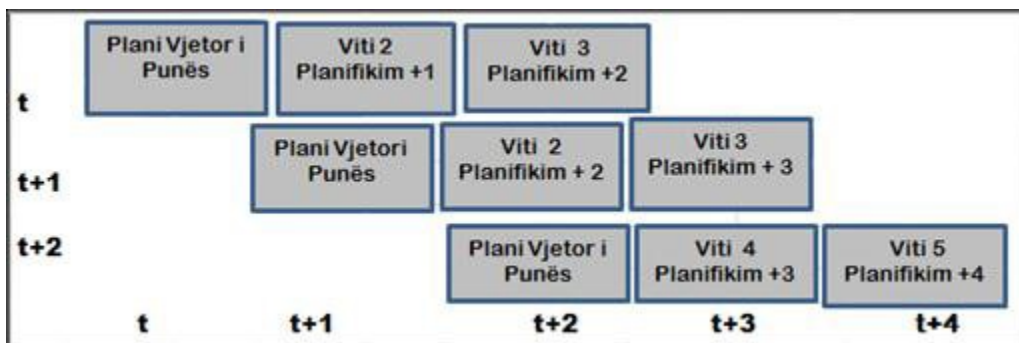 Plani Vjetor i
Punës
Viti 2
Planifikim +1
Viti 3
Planifikim +2
t
Plani Vjetori
Punës
Viti 2
Planifikim + 2
Viti 3
Planifikim + 3
t+1
t+2
Plani Vjetor i
Punës
Viti 4
Planifikim +3
Viti 5
Planifikim +4
t
t+1
t+2
t+3
t+4